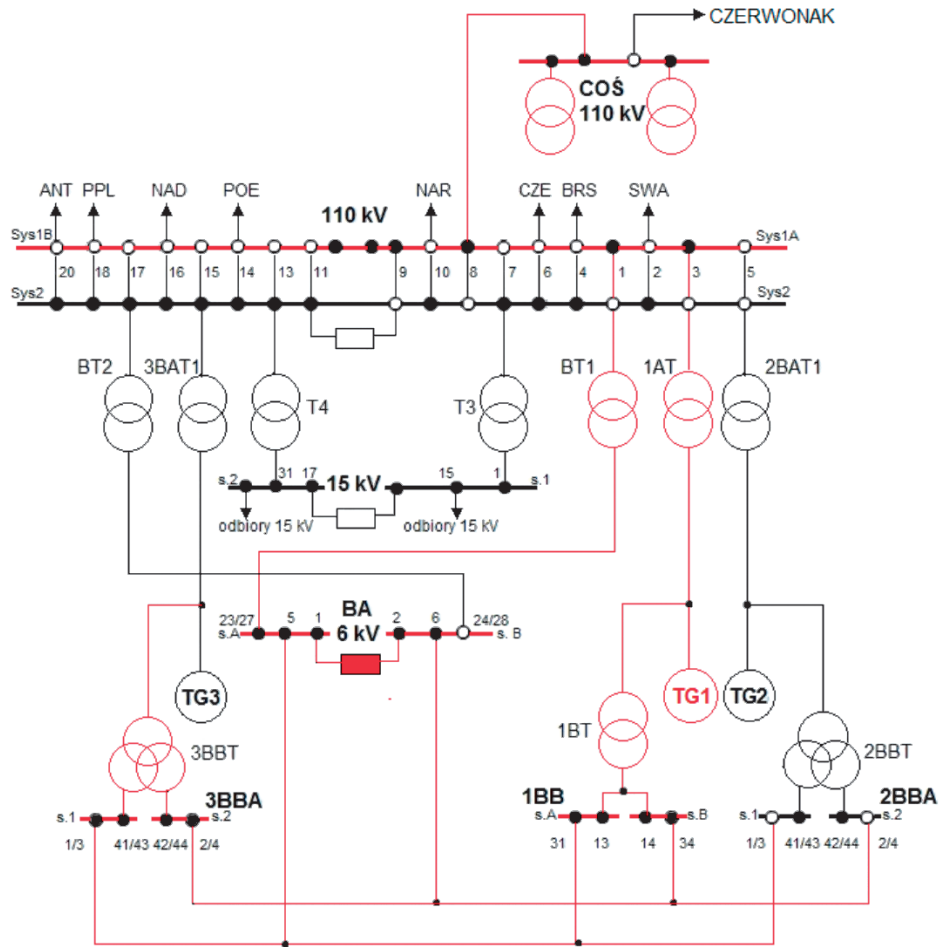 CZERWONAK
COŚ
110 kV
ANT PPL NAD POE NAR CZE BRS SWA
Sys1B 110 kV Sys1A
20 18 17 16 15 14 13 11 9 10 8 7 6 4 1 2 3 5
Sys2 Sys2
BT2 3BAT1 T4 T3 BT1 1AT 2BAT1
s.2 31 17 15 kV 15 1 s.1
odbiory 15 kV odbiory 15 kV
23/27 5 1 BA 2 6 24/28
s.A 6 kV s. B
TG3 TG1 TG2
3BBT 1BT 2BBT
3BBA 1BB 2BBA
s.1 s.2 s.A s.B s.1 s.2
1/3 41/43 42/44 2/4 31 13 14 34 1/3 41/43 42/44 2/4